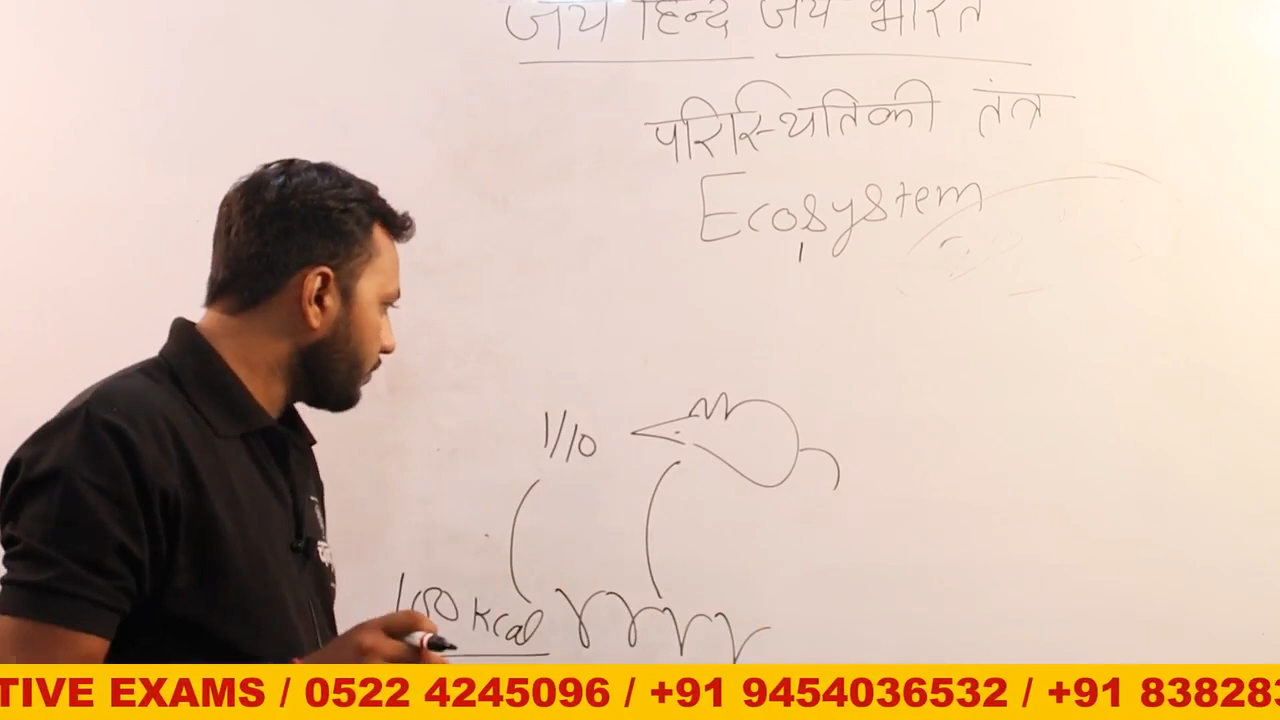 जय हिन्द जय भारत
परिस्थितिकी तंत्र
Ecosystem
1/10
100 Kcal
TIVE EXAMS / 0522 4245096 / +91 9454036532 / +91 83828